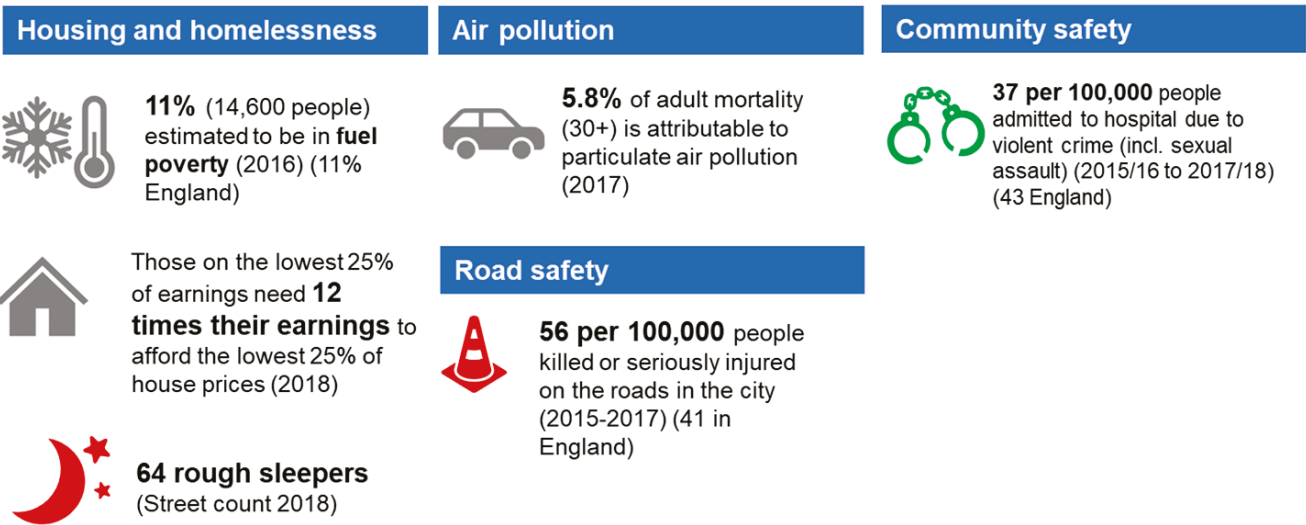 Housing and homelessness
11% (14,600 people)
estimated to be in fuel
poverty (2016) (11%
England)
Those on the lowest 25%
of earnings need 12
times their earnings to
afford the lowest 25% of
house prices (2018)
64 rough sleepers
(Street count 2018)
Air pollution
5.8% of adult mortality
(30+) is attributable to
particulate air pollution
(2017)
Road safety
56 per 100,000 people
killed or seriously injured
on the roads in the city
(2015-2017) (41 in
England)
Community safety
37 per 100,000 people
admitted to hospital due to
violent crime (incl. sexual
assault) (2015/16 to 2017/18)
(43 England)